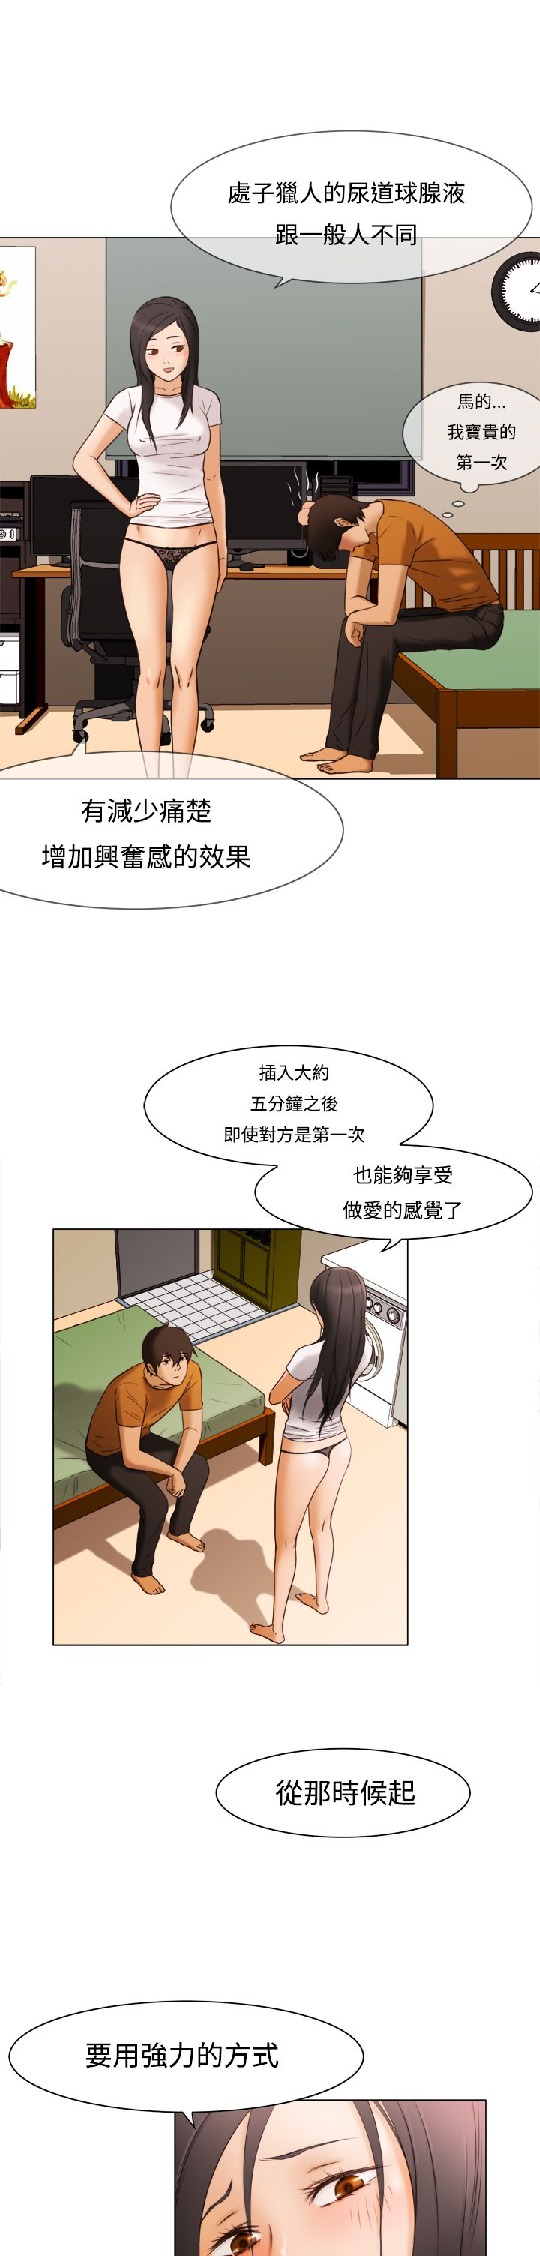 處子獵人的尿道球腺液
跟一般人不同
馬的...
我寶貴的
第一次
有減少痛楚
增加興奮感的效果
插入大約
五分鐘之後
即使對方是第一次
也能夠享受
做愛的感覺了
從那時候起
要用強力的方式